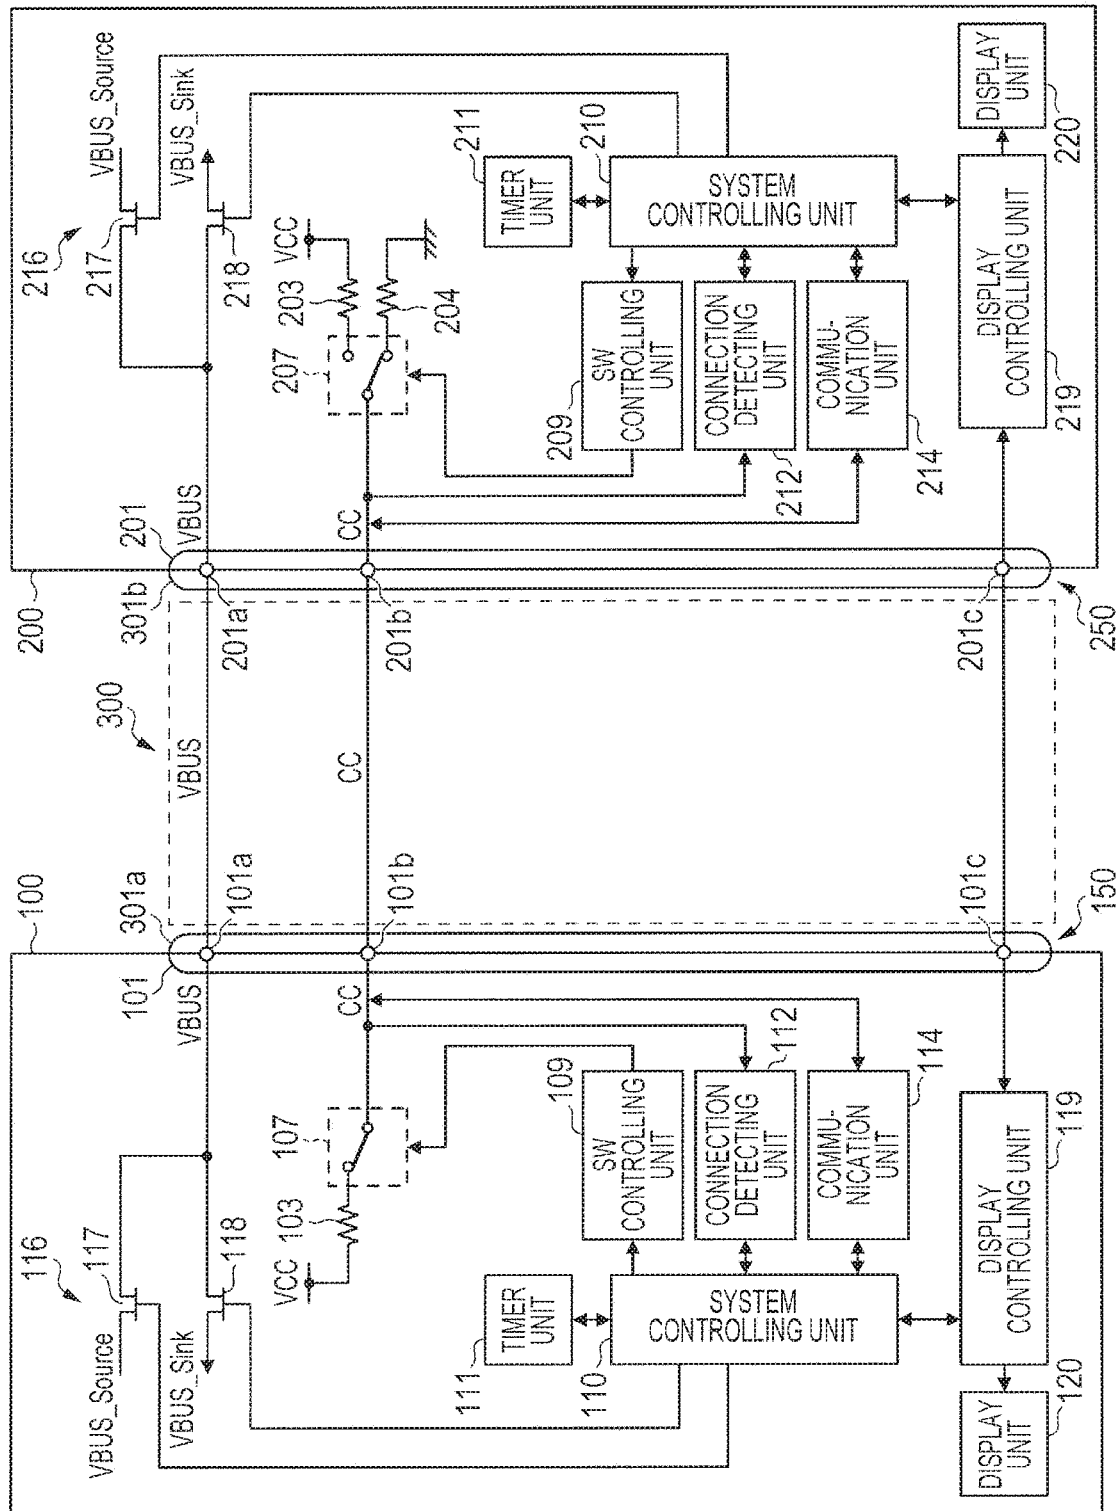 100
116
VBUS_Source
117
VBUS_Sink
118
VBUS
101
301a
101a
VCC
103
107
CC
101b
111
TIMER
UNIT
110
SYSTEM
CONTROLLING UNIT
109
SW
CONTROLLING
UNIT
CONNECTION
DETECTING
UNIT
112
COMMU-
NICATION
UNIT
114
DISPLAY
UNIT
120
DISPLAY
CONTROLLING UNIT
119
101c
150
300
VBUS
CC
200
216
VBUS_Source
217
VBUS_Sink
218
VBUS
201
301b
201a
VCC
203
204
207
CC
201b
211
TIMER
UNIT
210
SYSTEM
CONTROLLING UNIT
209
SW
CONTROLLING
UNIT
CONNECTION
DETECTING
UNIT
212
COMMU-
NICATION
UNIT
214
DISPLAY
CONTROLLING UNIT
219
DISPLAY
UNIT
220
201c
250